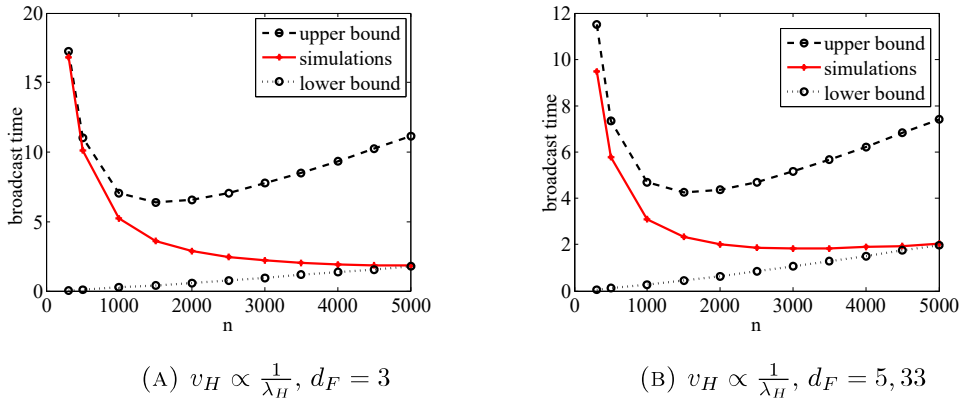 20
15
10
5
0
0
1000
2000
3000
4000
5000
broadcast time
n
upper bound
simulations
lower bound
12
10
8
6
4
2
0
0
1000
2000
3000
4000
5000
broadcast time
n
upper bound
simulations
lower bound
(A) v_H ∝ 1/λ_H, d_F = 3
(B) v_H ∝ 1/λ_H, d_F = 5, 33